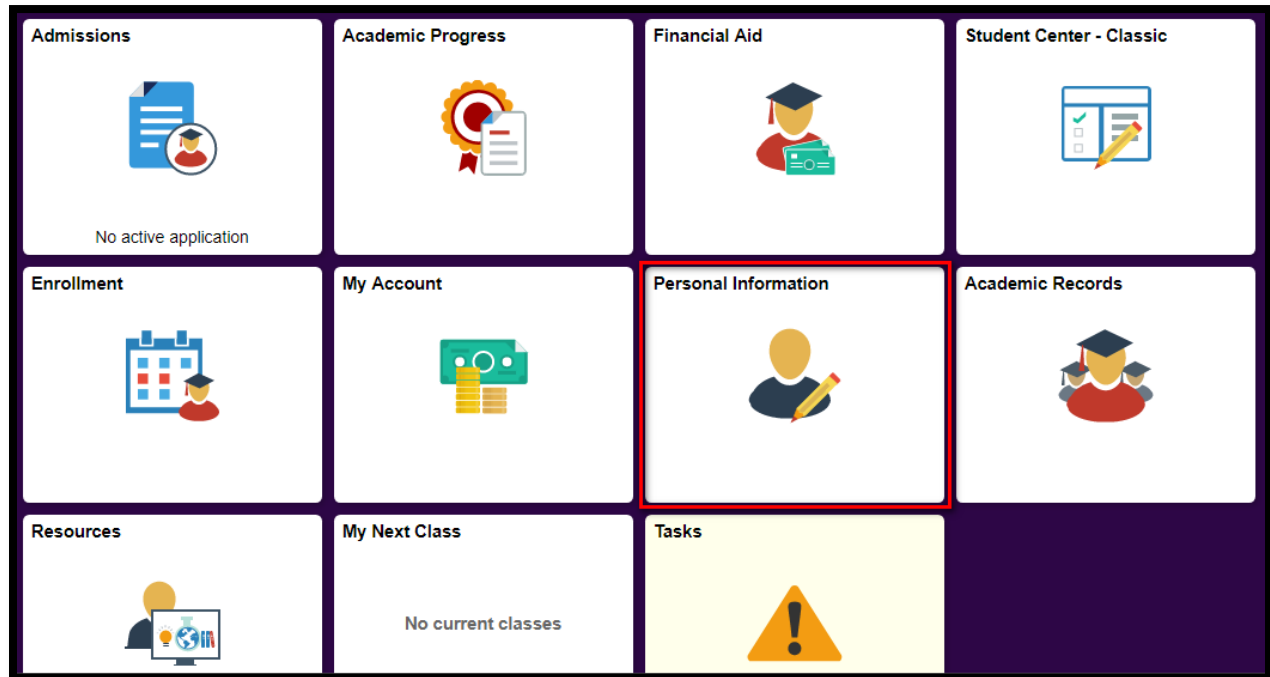 Admissions
Academic Progress
Financial Aid
Student Center - Classic
No active application
Enrollment
My Account
Personal Information
Academic Records
Resources
My Next Class
Tasks
No current classes